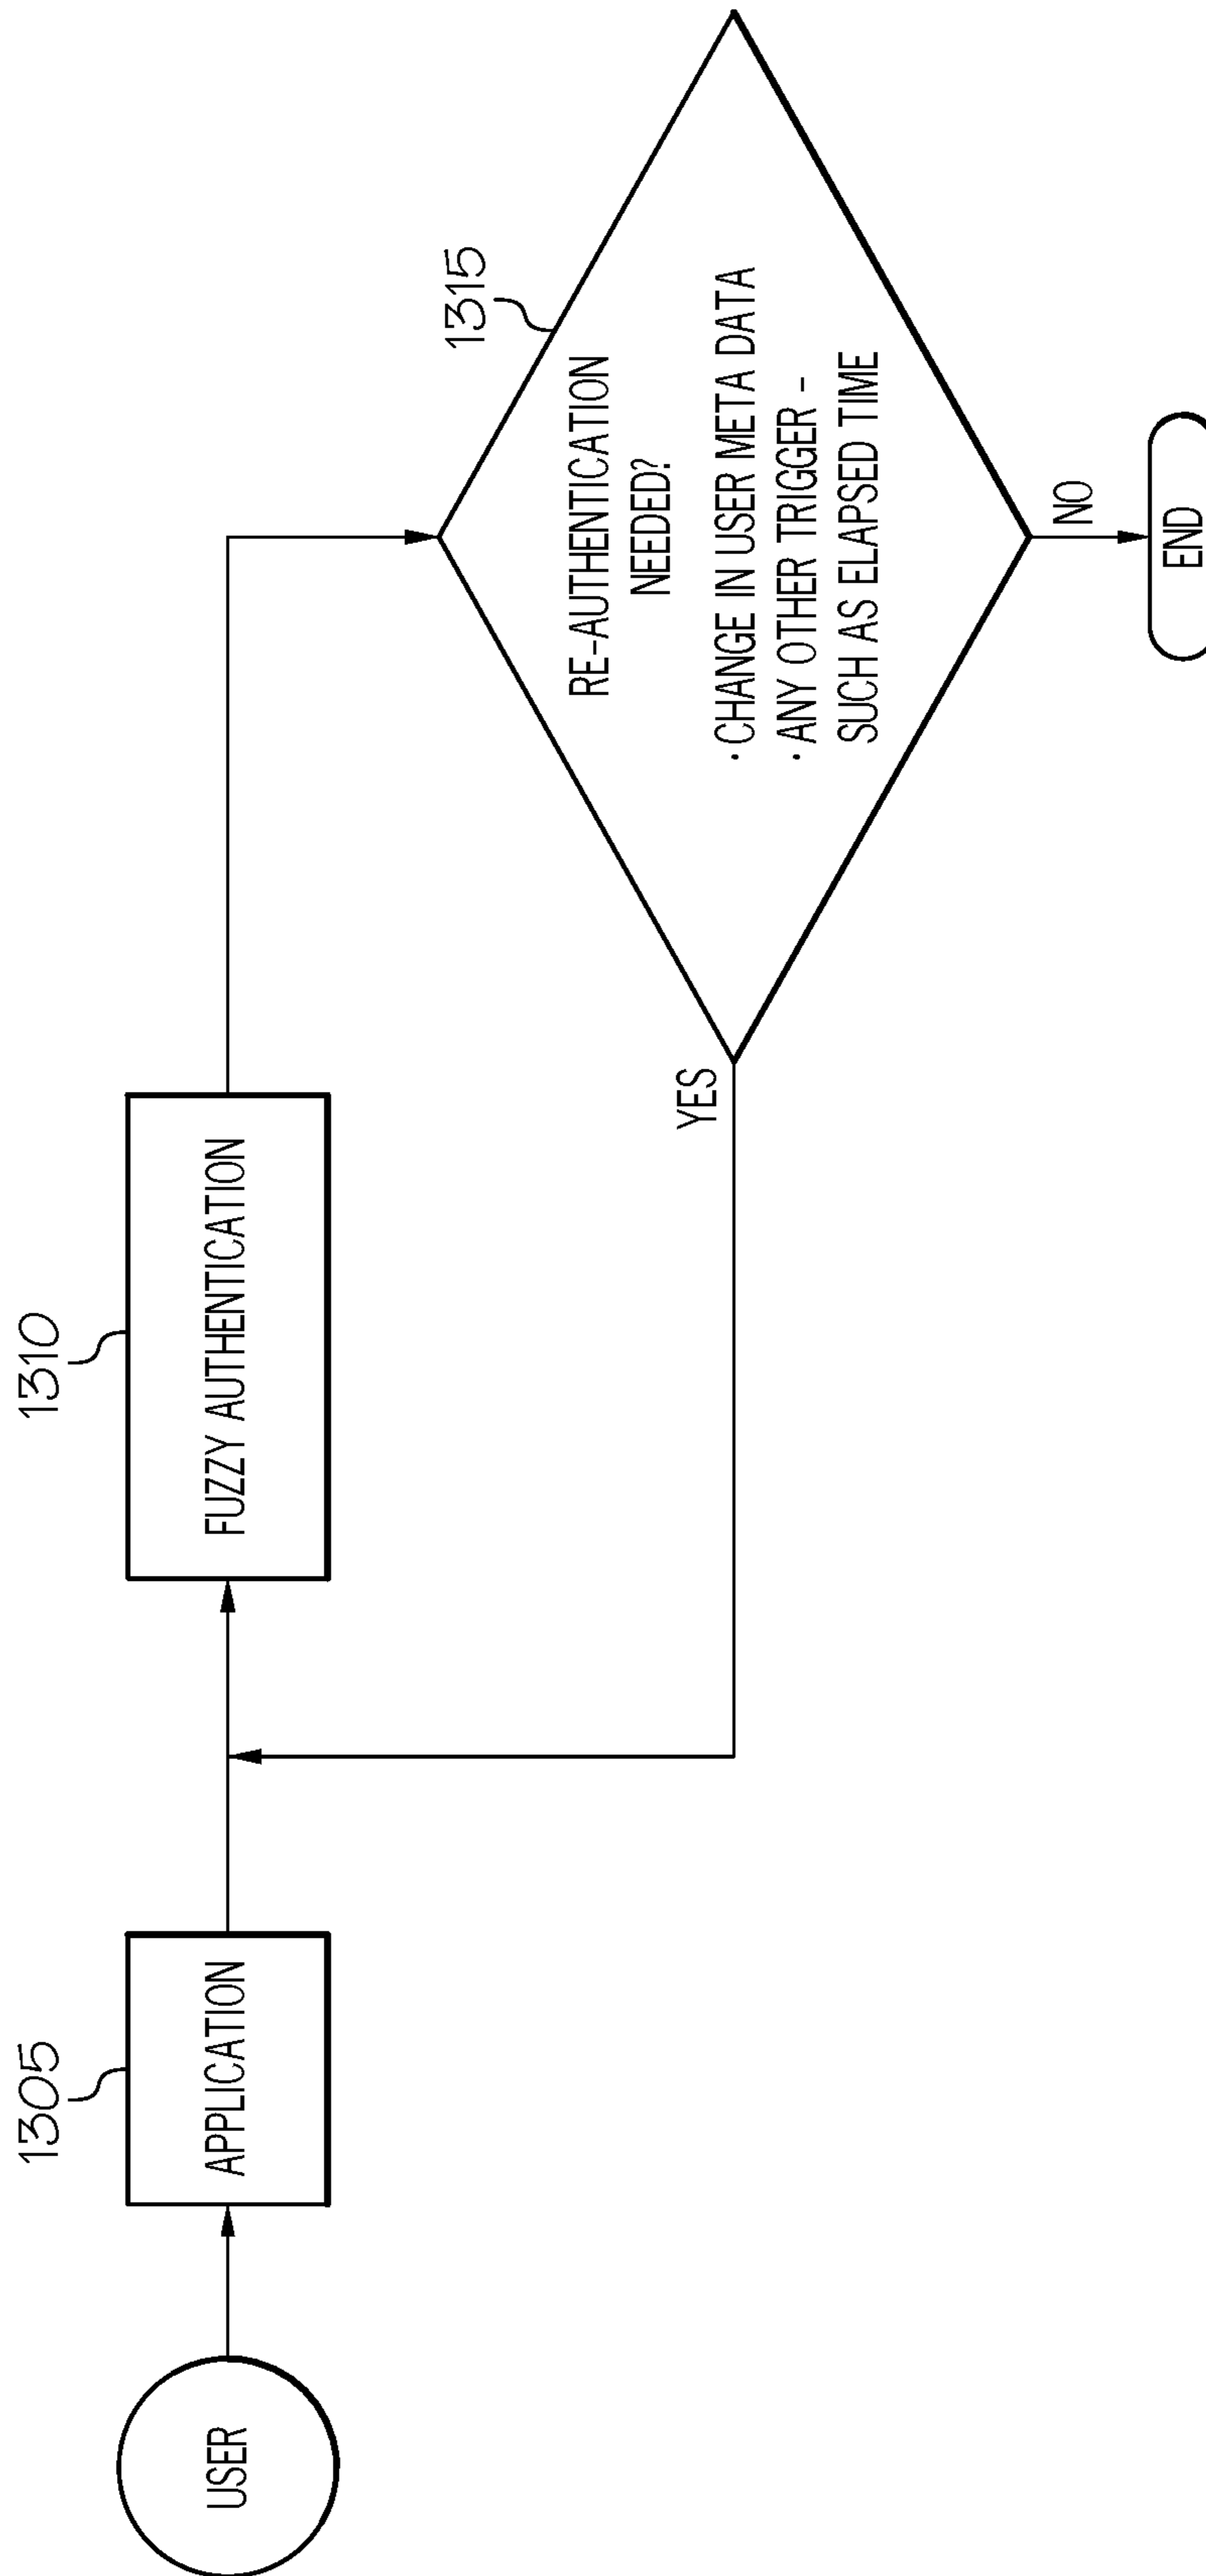 1305
1310
USER
APPLICATION
FUZZY AUTHENTICATION
1315
RE-AUTHENTICATION
NEEDED?
· CHANGE IN USER META DATA
· ANY OTHER TRIGGER -
SUCH AS ELAPSED TIME
YES
NO
END